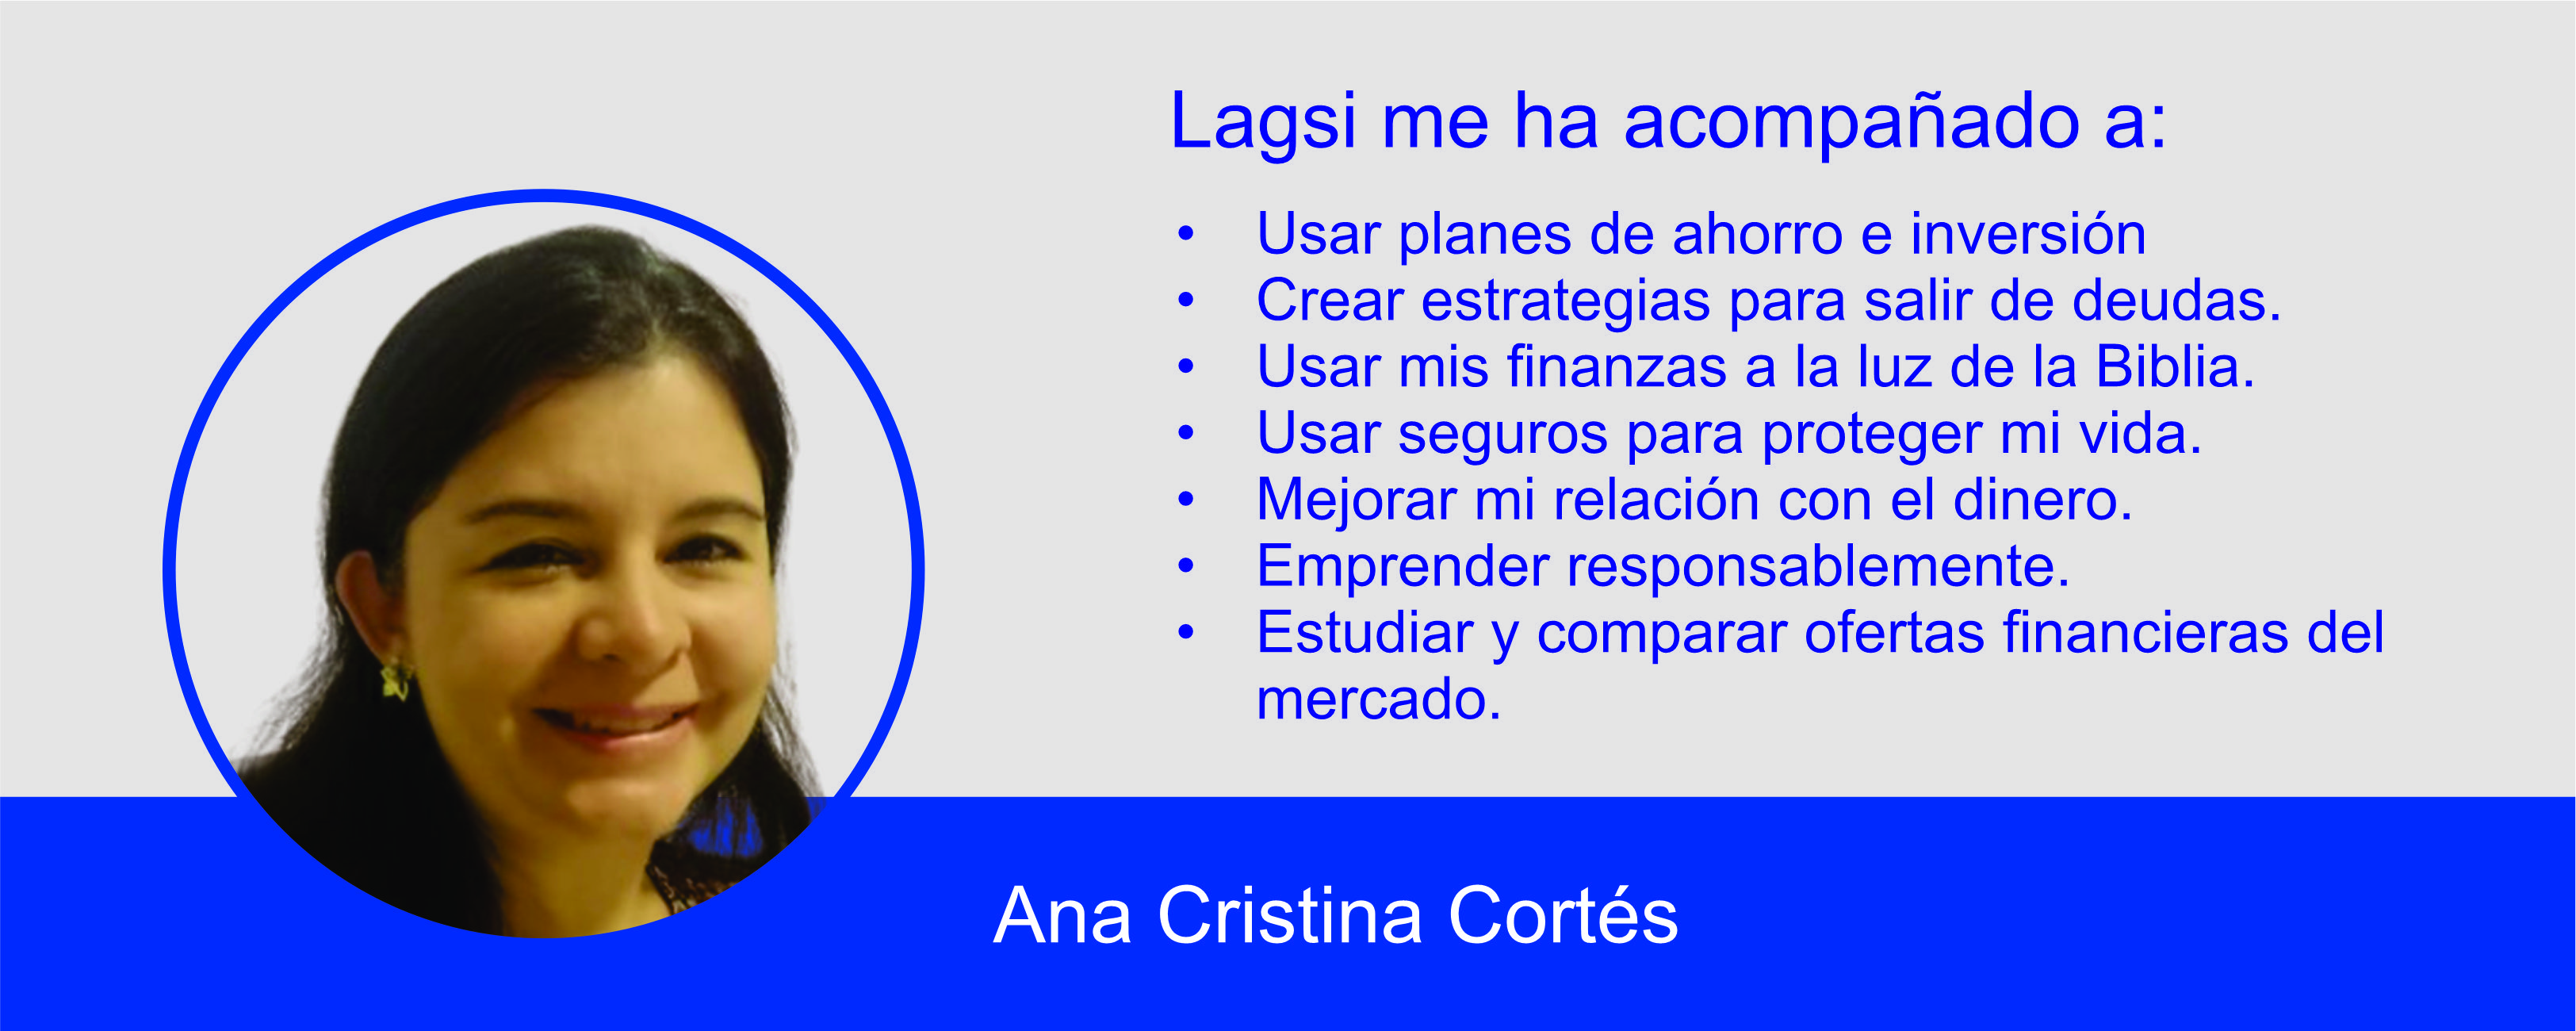 Lagsi me ha acompañado a:
• Usar planes de ahorro e inversión
• Crear estrategias para salir de deudas.
• Usar mis finanzas a la luz de la Biblia.
• Usar seguros para proteger mi vida.
• Mejorar mi relación con el dinero.
• Emprender responsablemente.
• Estudiar y comparar ofertas financieras del
mercado.
Ana Cristina Cortés